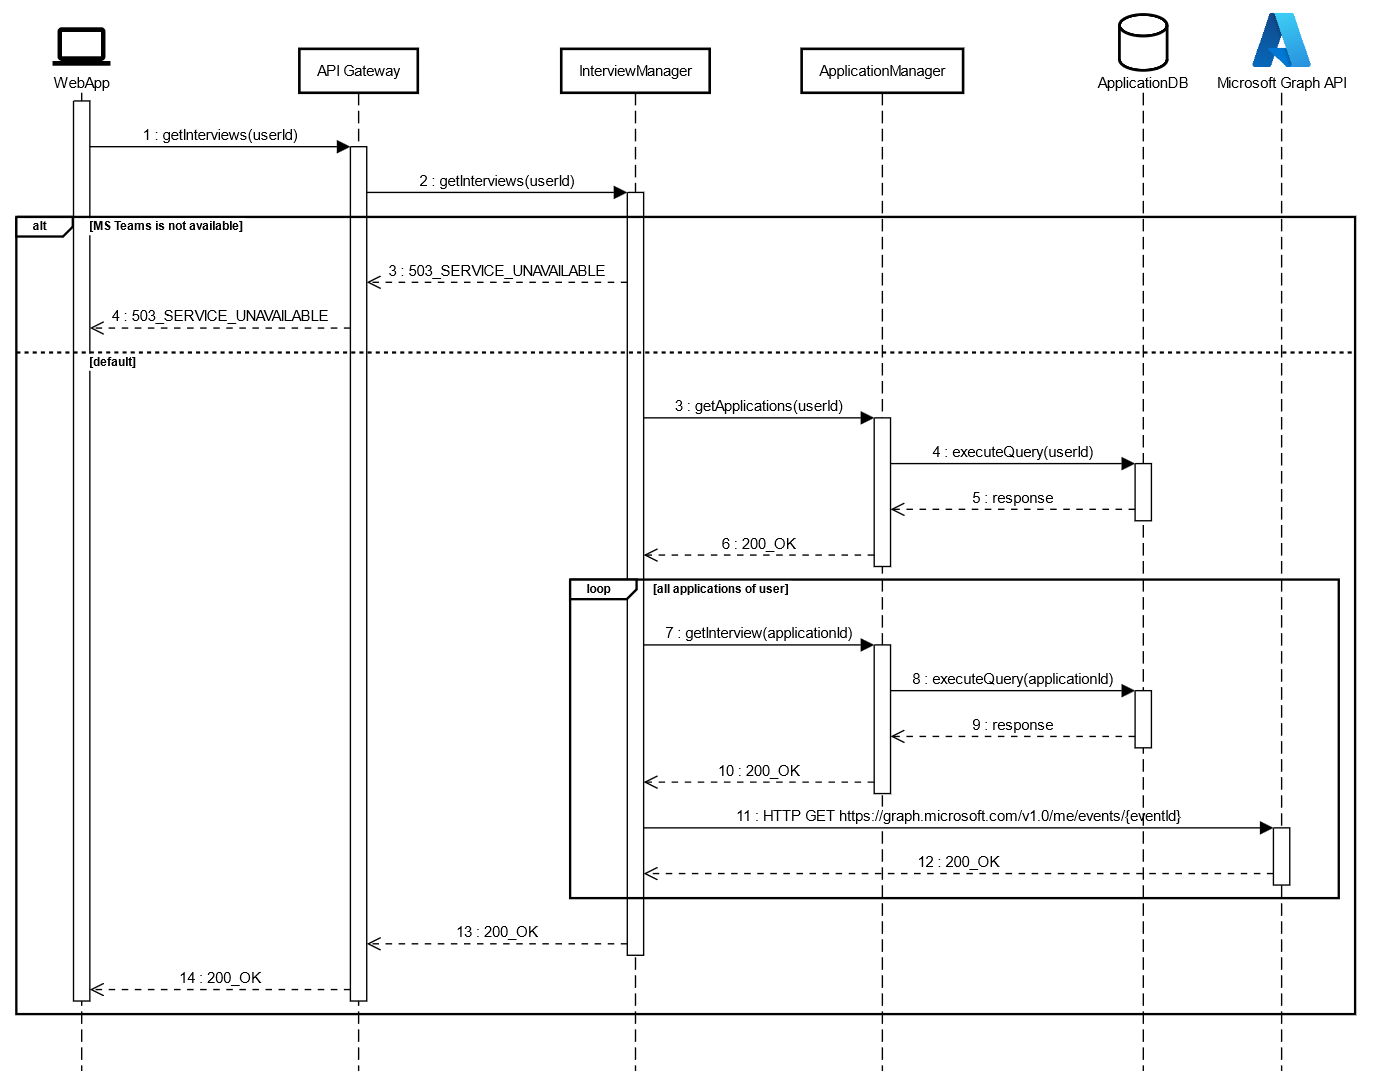 WebApp
API Gateway
InterviewManager
ApplicationManager
ApplicationDB
Microsoft Graph API
1 : getInterviews(userId)
2 : getInterviews(userId)
alt
[MS Teams is not available]
3 : 503_SERVICE_UNAVAILABLE
4 : 503_SERVICE_UNAVAILABLE
[default]
3 : getApplications(userId)
4 : executeQuery(userId)
5 : response
6 : 200_OK
loop
[all applications of user]
7 : getInterview(applicationId)
8 : executeQuery(applicationId)
9 : response
10 : 200_OK
11 : HTTP GET https://graph.microsoft.com/v1.0/me/events/{eventId}
12 : 200_OK
13 : 200_OK
14 : 200_OK